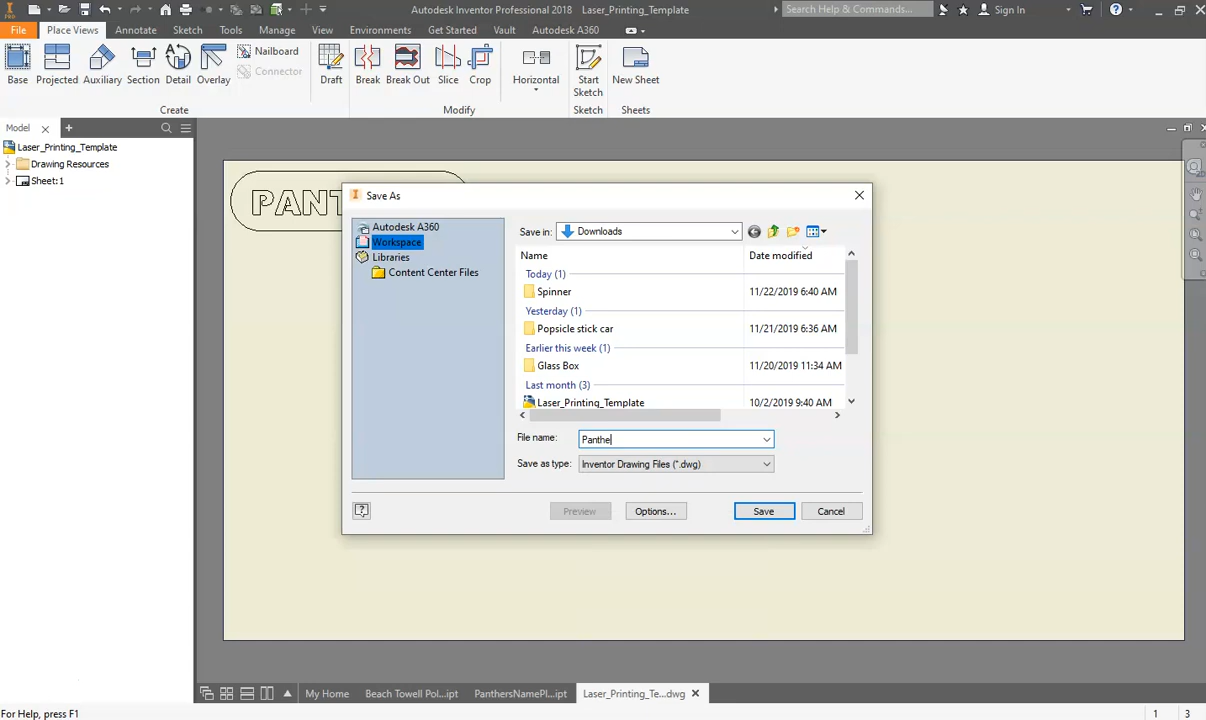 PRO
Autodesk Inventor Professional 2018 Laser_Printing_Template
Search Help & Commands...
Sign In
File Place Views Annotate Sketch Tools Manage View Environments Get Started Vault Autodesk A360
Base Projected Auxiliary Section Detail Overlay
Nailboard
Connector
Draft Break Break Out Slice Crop Horizontal
Start Sketch
New Sheet
Create Modify Sketch Sheets
Model
Laser_Printing_Template
Drawing Resources
Sheet:1
PANT
Save As
Autodesk A360
Workspace
Libraries
Content Center Files
Save in: Downloads
Name Date modified
Today (1)
Spinner 11/22/2019 6:40 AM
Yesterday (1)
Popsicle stick car 11/21/2019 6:36 AM
Earlier this week (1)
Glass Box 11/20/2019 11:34 AM
Last month (3)
Laser_Printing_Template 10/2/2019 9:40 AM
File name: Panthe
Save as type: Inventor Drawing Files (*.dwg)
Preview Options... Save Cancel
My Home Beach Towell Pol...ipt PanthersNamePl...ipt Laser_Printing_Te...dwg
For Help, press F1
1 3